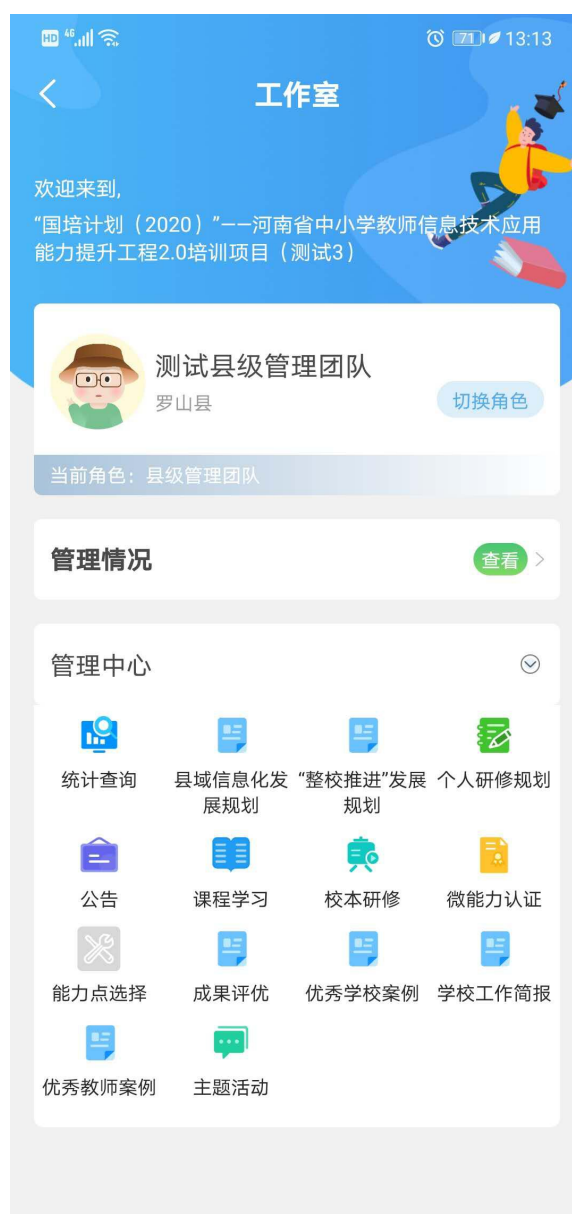 HD 4G 71 13:13
工作室
欢迎来到,
“国培计划（2020）”——河南省中小学教师信息技术应用
能力提升工程2.0培训项目（测试3）
测试县级管理团队
罗山县
切换角色
当前角色：县级管理团队
管理情况
查看
管理中心
统计查询
县域信息化发
展规划
“整校推进”发展
规划
个人研修规划
公告
课程学习
校本研修
微能力认证
能力点选择
成果评优
优秀学校案例
学校工作简报
优秀教师案例
主题活动